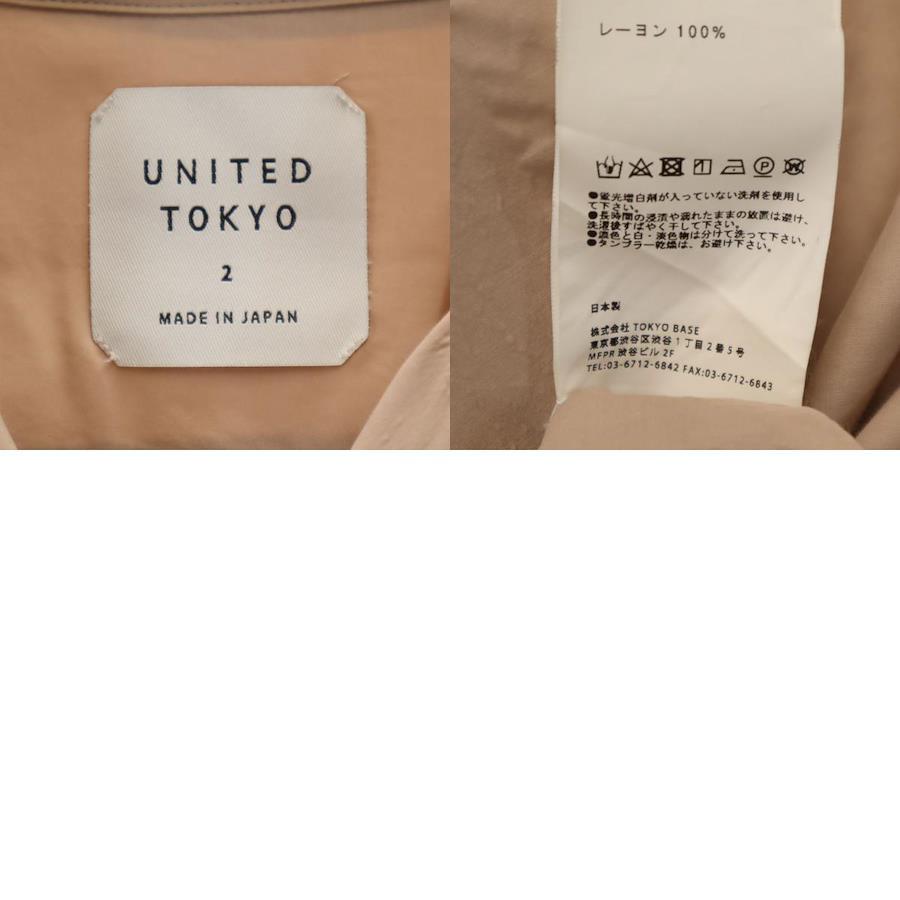 UNITED
TOKYO
2
MADE IN JAPAN
レーヨン 100%
●蛍光増白剤が入っていない洗剤を使用し
て下さい。
●長時間の浸漬や濡れたままの放置は避け、
洗濯後すばやく干して下さい。
●濃色と白・淡色物は分けて洗って下さい。
●タンブラー乾燥は、お避け下さい。
日本製
株式会社 TOKYO BASE
東京都渋谷区渋谷1丁目2番5号
MFPR 渋谷ビル 2F
TEL:03-6712-6842 FAX:03-6712-6843